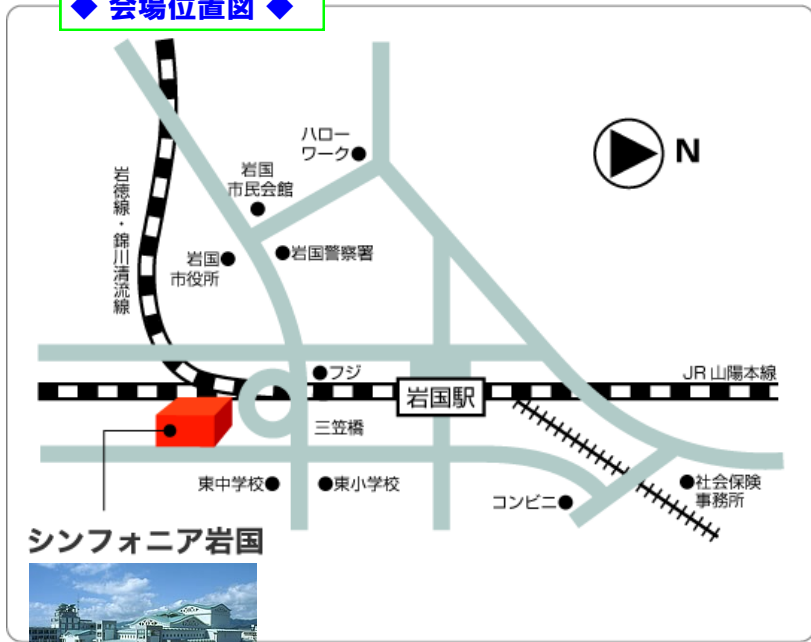 ◆ 会場位置図 ◆
ハロー
ワーク
N
岩国
市民会館
岩徳線・錦川清流線
岩国警察署
岩国
市役所
フジ
JR山陽本線
岩国駅
三笠橋
東中学校
東小学校
社会保険
事務所
コンビニ
シンフォニア岩国